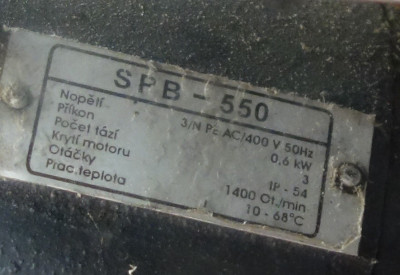 SPB - 550
Napětí 3/N Pe AC/400 V 50Hz
Příkon 0,6 kW
Počet fází 3
Krytí motoru IP - 54
Otáčky 1400 Ot./min
Prac.teplota 10 - 68°C